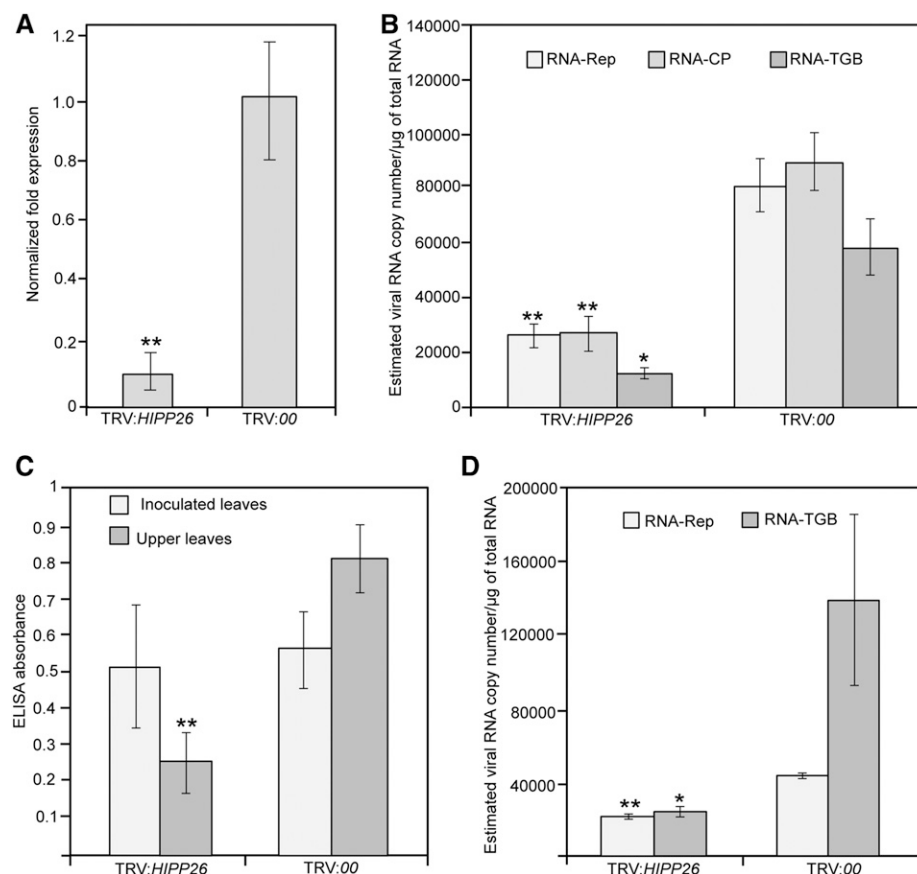 A
Normalized fold expression
1.2
1.0
0.8
0.6
0.4
0.2
0
**
TRV:HIPP26
TRV:00
B
Estimated viral RNA copy number/µg of total RNA
140000
120000
100000
80000
60000
40000
20000
0
RNA-Rep
RNA-CP
RNA-TGB
**
**
*
TRV:HIPP26
TRV:00
C
ELISA absorbance
1
0.9
0.8
0.7
0.6
0.5
0.4
0.3
0.2
0.1
Inoculated leaves
Upper leaves
**
TRV:HIPP26
TRV:00
D
Estimated viral RNA copy number/µg of total RNA
200000
160000
120000
80000
40000
RNA-Rep
RNA-TGB
**
*
TRV:HIPP26
TRV:00